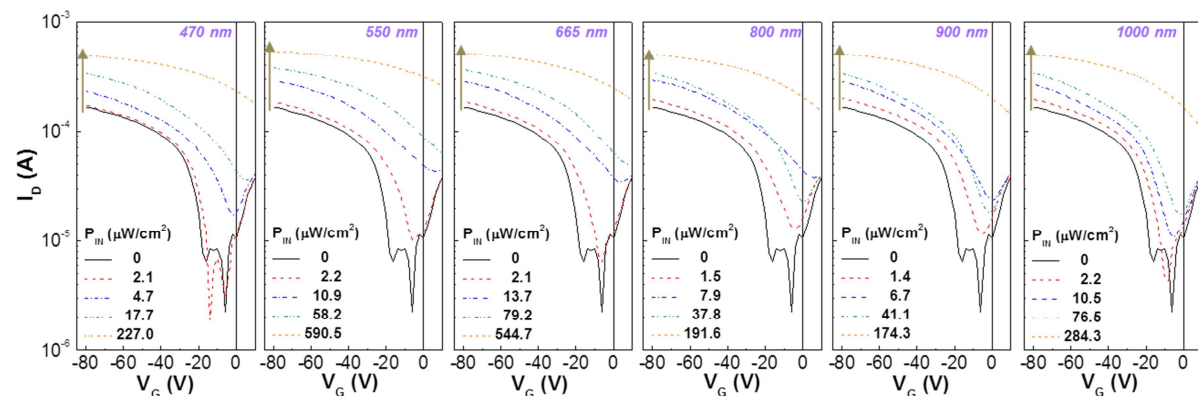 470 nm
550 nm
665 nm
800 nm
900 nm
1000 nm
10⁻³
10⁻⁴
10⁻⁵
10⁻⁶
I_D (A)
P_IN (μW/cm²)
0
2.1
4.7
17.7
227.0
P_IN (μW/cm²)
0
2.2
10.9
58.2
590.5
P_IN (μW/cm²)
0
2.1
13.7
79.2
544.7
P_IN (μW/cm²)
0
1.5
7.9
37.8
191.6
P_IN (μW/cm²)
0
1.4
6.7
41.1
174.3
P_IN (μW/cm²)
0
2.2
10.5
76.5
284.3
-80 -60 -40 -20 0
-80 -60 -40 -20 0
-80 -60 -40 -20 0
-80 -60 -40 -20 0
-80 -60 -40 -20 0
-80 -60 -40 -20 0
V_G (V)
V_G (V)
V_G (V)
V_G (V)
V_G (V)
V_G (V)